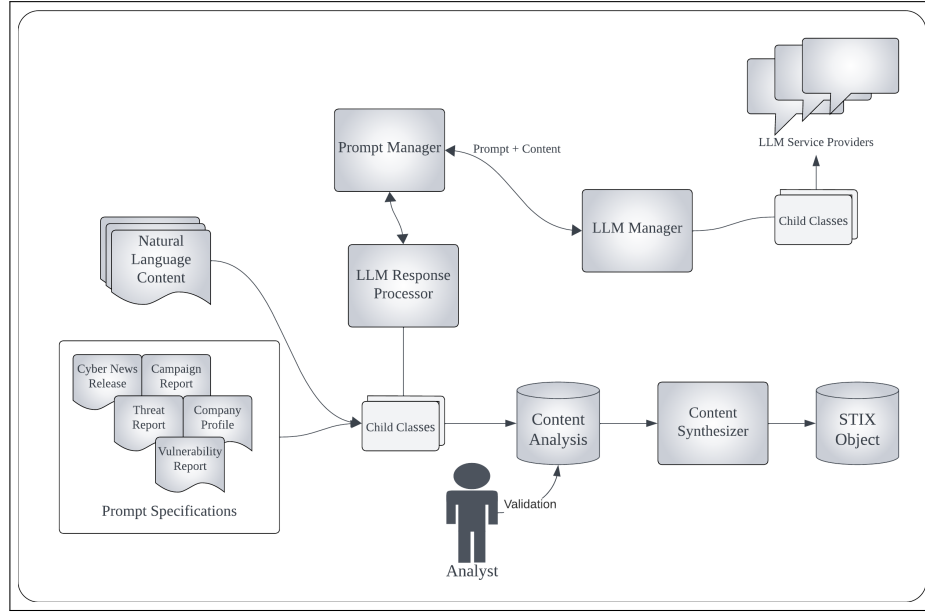 LLM Service Providers
Prompt Manager
Prompt + Content
Child Classes
LLM Manager
Natural
Language
Content
LLM Response
Processor
Cyber News
Release
Campaign
Report
Threat
Report
Company
Profile
Vulnerability
Report
Prompt Specifications
Child Classes
Content
Analysis
Content
Synthesizer
STIX
Object
Validation
Analyst